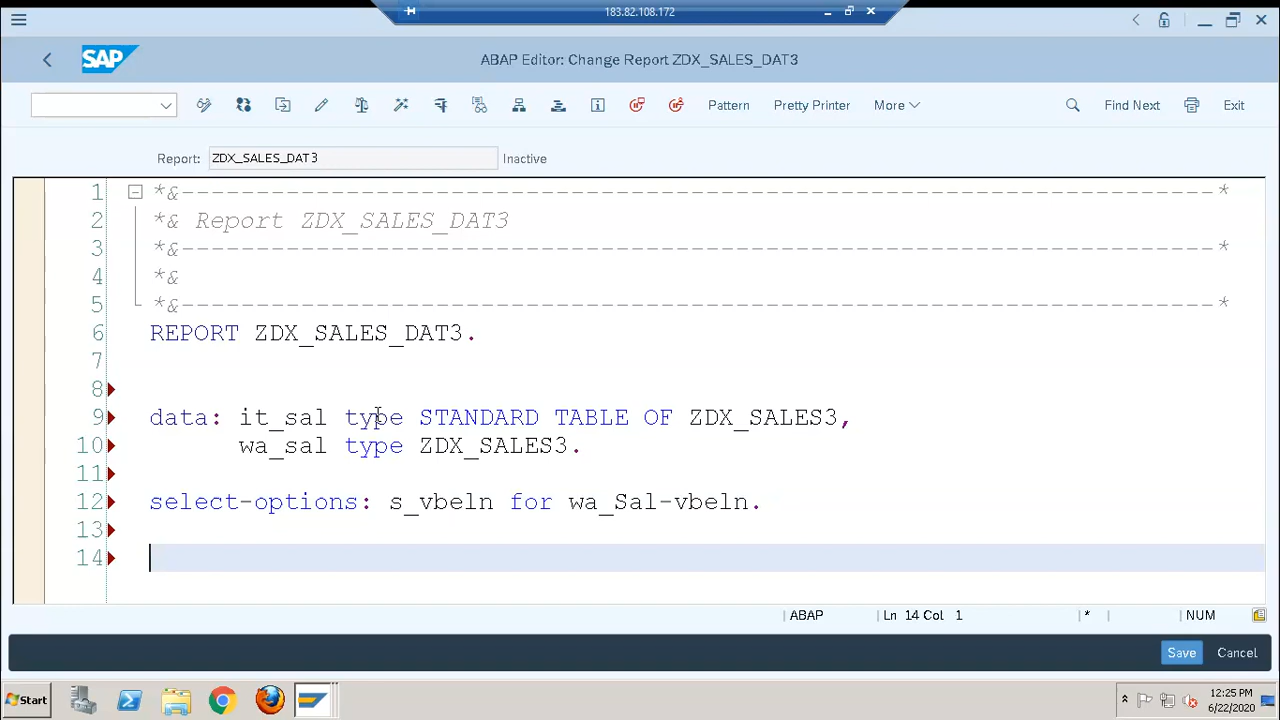 183.82.108.172
SAP
ABAP Editor: Change Report ZDX_SALES_DAT3
Pattern Pretty Printer More Find Next Exit
Report: ZDX_SALES_DAT3 Inactive
1 *&---------------------------------------------------------------------*
2 *& Report ZDX_SALES_DAT3
3 *&---------------------------------------------------------------------*
4 *&
5 *&---------------------------------------------------------------------*
6 REPORT ZDX_SALES_DAT3.
7
8
9 data: it_sal type STANDARD TABLE OF ZDX_SALES3,
10 wa_sal type ZDX_SALES3.
11
12 select-options: s_vbeln for wa_Sal-vbeln.
13
14
ABAP Ln 14 Col 1 * NUM
Save Cancel
Start
12:25 PM
6/22/2020